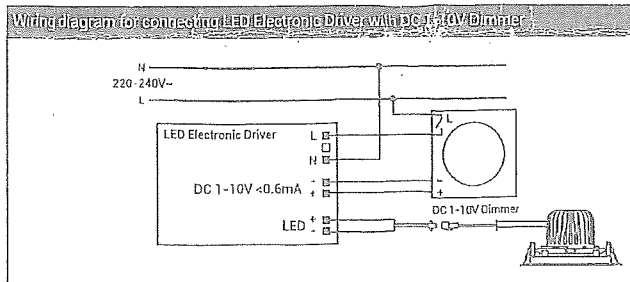 Wiring diagram for connecting LED Electronic Driver with DC 1-10V Dimmer
N
220-240V~
L
LED Electronic Driver
L
N
DC 1-10V <0.6mA
-
+
LED
+
-
L
-
+
DC 1-10V Dimmer